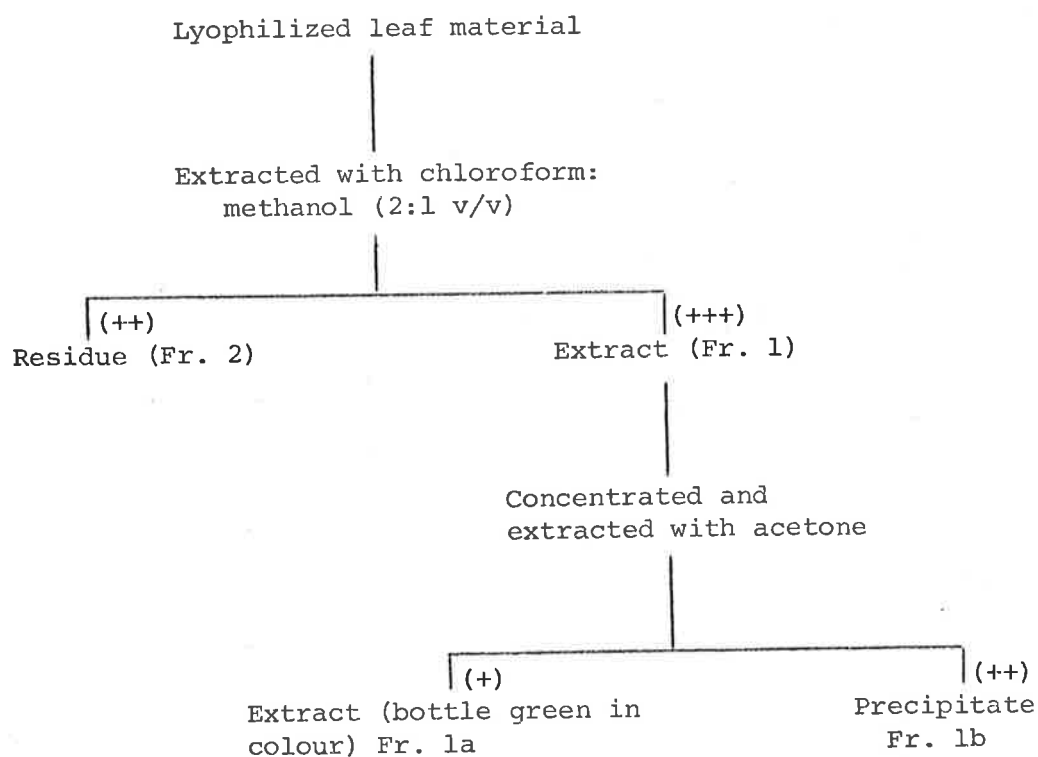 Lyophilized leaf material
Extracted with chloroform:
methanol (2:1 v/v)
(++)
Residue (Fr. 2)
(+++)
Extract (Fr. 1)
Concentrated and
extracted with acetone
(+)
Extract (bottle green in
colour) Fr. 1a
(++)
Precipitate
Fr. 1b